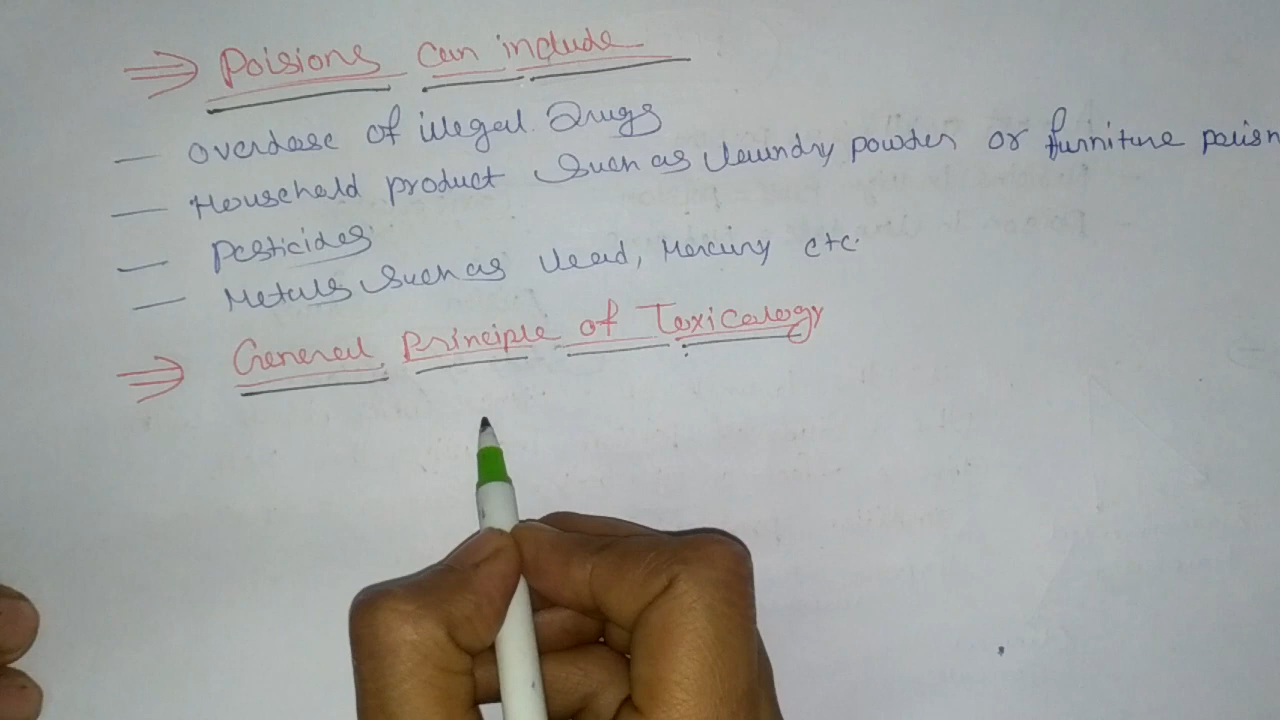 ⇒ Poisions can include
— overdose of illegal Drugs
— Household product such as laundry powder or furniture polish
— Pesticides
— Metals such as lead, Mercury etc.
⇒ General Principle of Toxicology